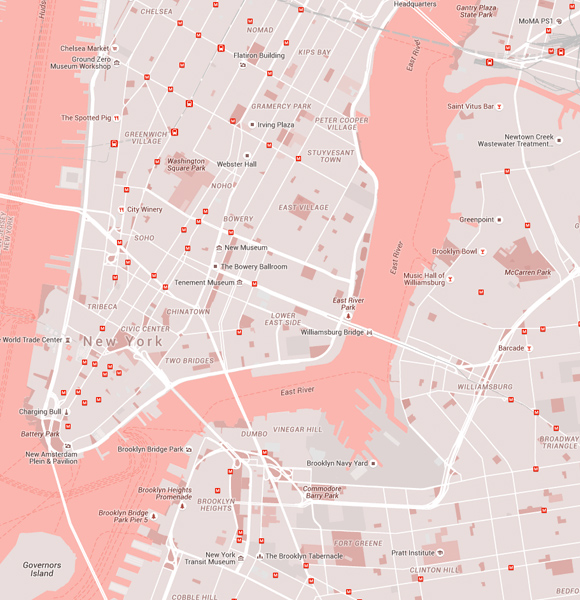 Headquarters
Gantry Plaza
State Park
Hudson
CHELSEA
MoMA PS1
NOMAD
East River
Chelsea Market
Flatiron Building
KIPS BAY
Ground Zero
Museum Workshop
GRAMERCY PARK
Saint Vitus Bar
The Spotted Pig
Irving Plaza
PETER COOPER
VILLAGE
GREENWICH
VILLAGE
Newtown Creek
Wastewater Treatment...
Washington
Square Park
Webster Hall
STUYVESANT
TOWN
NOHO
City Winery
EAST VILLAGE
NEW JERSEY
NEW YORK
BOWERY
Greenpoint
SOHO
New Museum
East River
Brooklyn Bowl
The Bowery Ballroom
McCarren Park
Tenement Museum
Music Hall of
Williamsburg
TRIBECA
CHINATOWN
East River
Park
LOWER
EAST SIDE
CIVIC CENTER
Williamsburg Bridge
World Trade Center
New York
Barcade
TWO BRIDGES
WILLIAMSBURG
East River
Charling Bull
Battery Park
DUMBO
VINEGAR HILL
BROADWAY
TRIANGLE
New Amsterdam
Plein & Pavilion
Brooklyn Bridge Park
Brooklyn Navy Yard
Brooklyn Heights
Promenade
Commodore
Barry Park
BROOKLYN
HEIGHTS
Brooklyn Bridge
Park Pier 5
FORT GREENE
New York
Transit Museum
The Brooklyn Tabernacle
Pratt Institute
Governors
Island
CLINTON HILL
COBBLE HILL